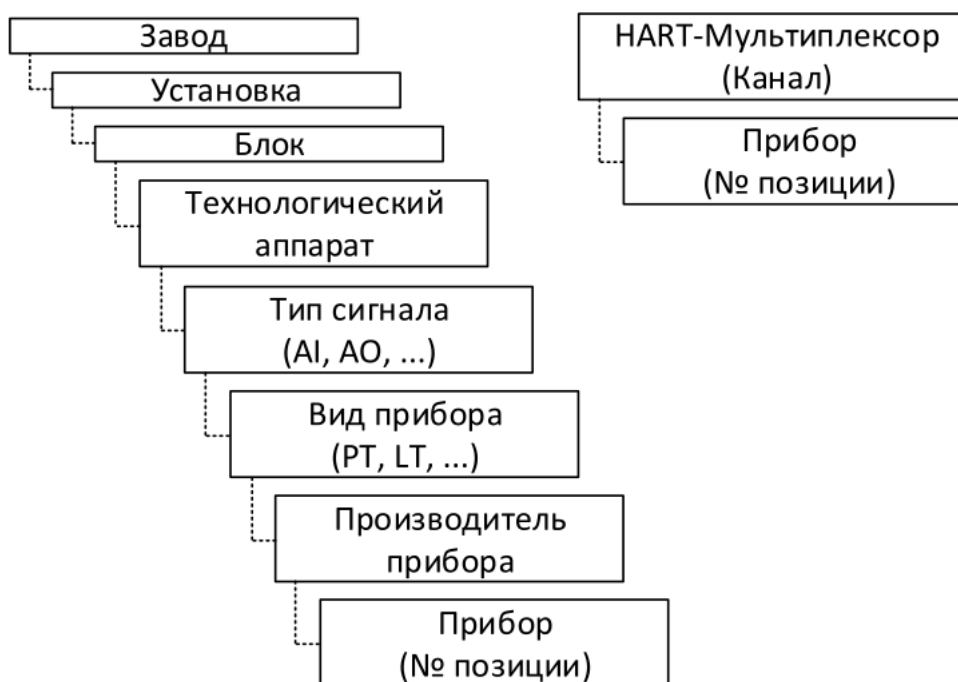 Завод
Установка
Блок
Технологический
аппарат
Тип сигнала
(AI, AO, ...)
Вид прибора
(PT, LT, ...)
Производитель
прибора
Прибор
(№ позиции)
HART-Мультиплексор
(Канал)
Прибор
(№ позиции)